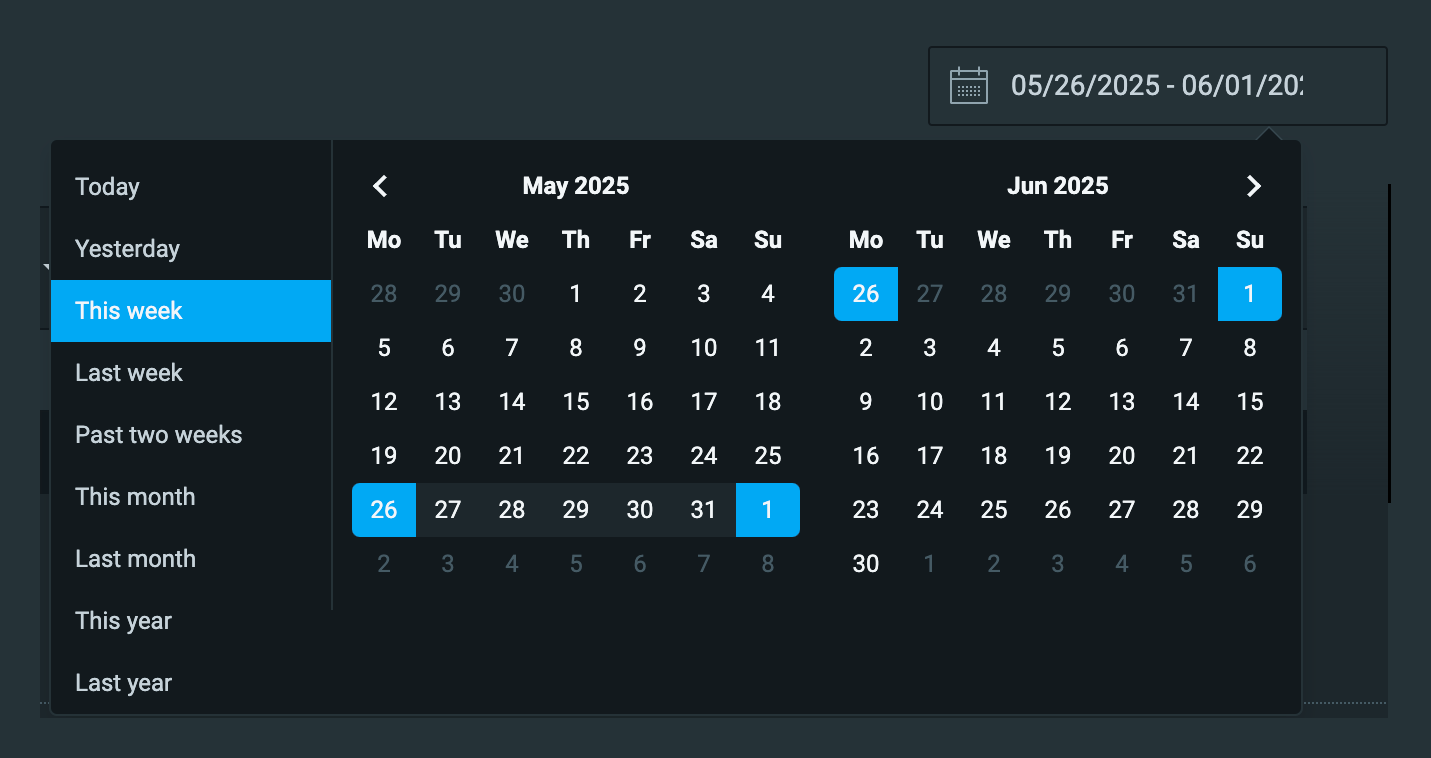 05/26/2025 - 06/01/202
Today
Yesterday
This week
Last week
Past two weeks
This month
Last month
This year
Last year
May 2025
Mo Tu We Th Fr Sa Su
28 29 30 1 2 3 4
5 6 7 8 9 10 11
12 13 14 15 16 17 18
19 20 21 22 23 24 25
26 27 28 29 30 31 1
2 3 4 5 6 7 8
Jun 2025
Mo Tu We Th Fr Sa Su
26 27 28 29 30 31 1
2 3 4 5 6 7 8
9 10 11 12 13 14 15
16 17 18 19 20 21 22
23 24 25 26 27 28 29
30 1 2 3 4 5 6